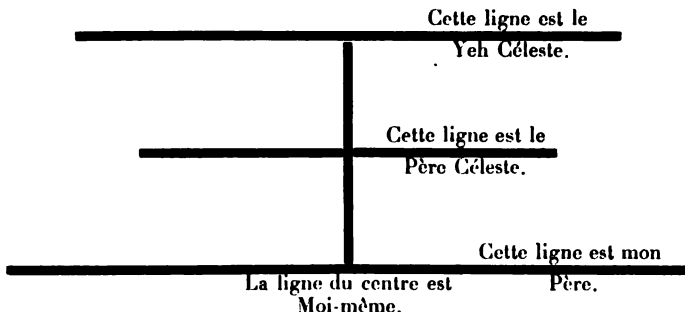 Cette ligne est le
Yeh Céleste.
Cette ligne est le
Père Céleste.
Cette ligne est mon
Père.
La ligne du centre est
Moi-même.